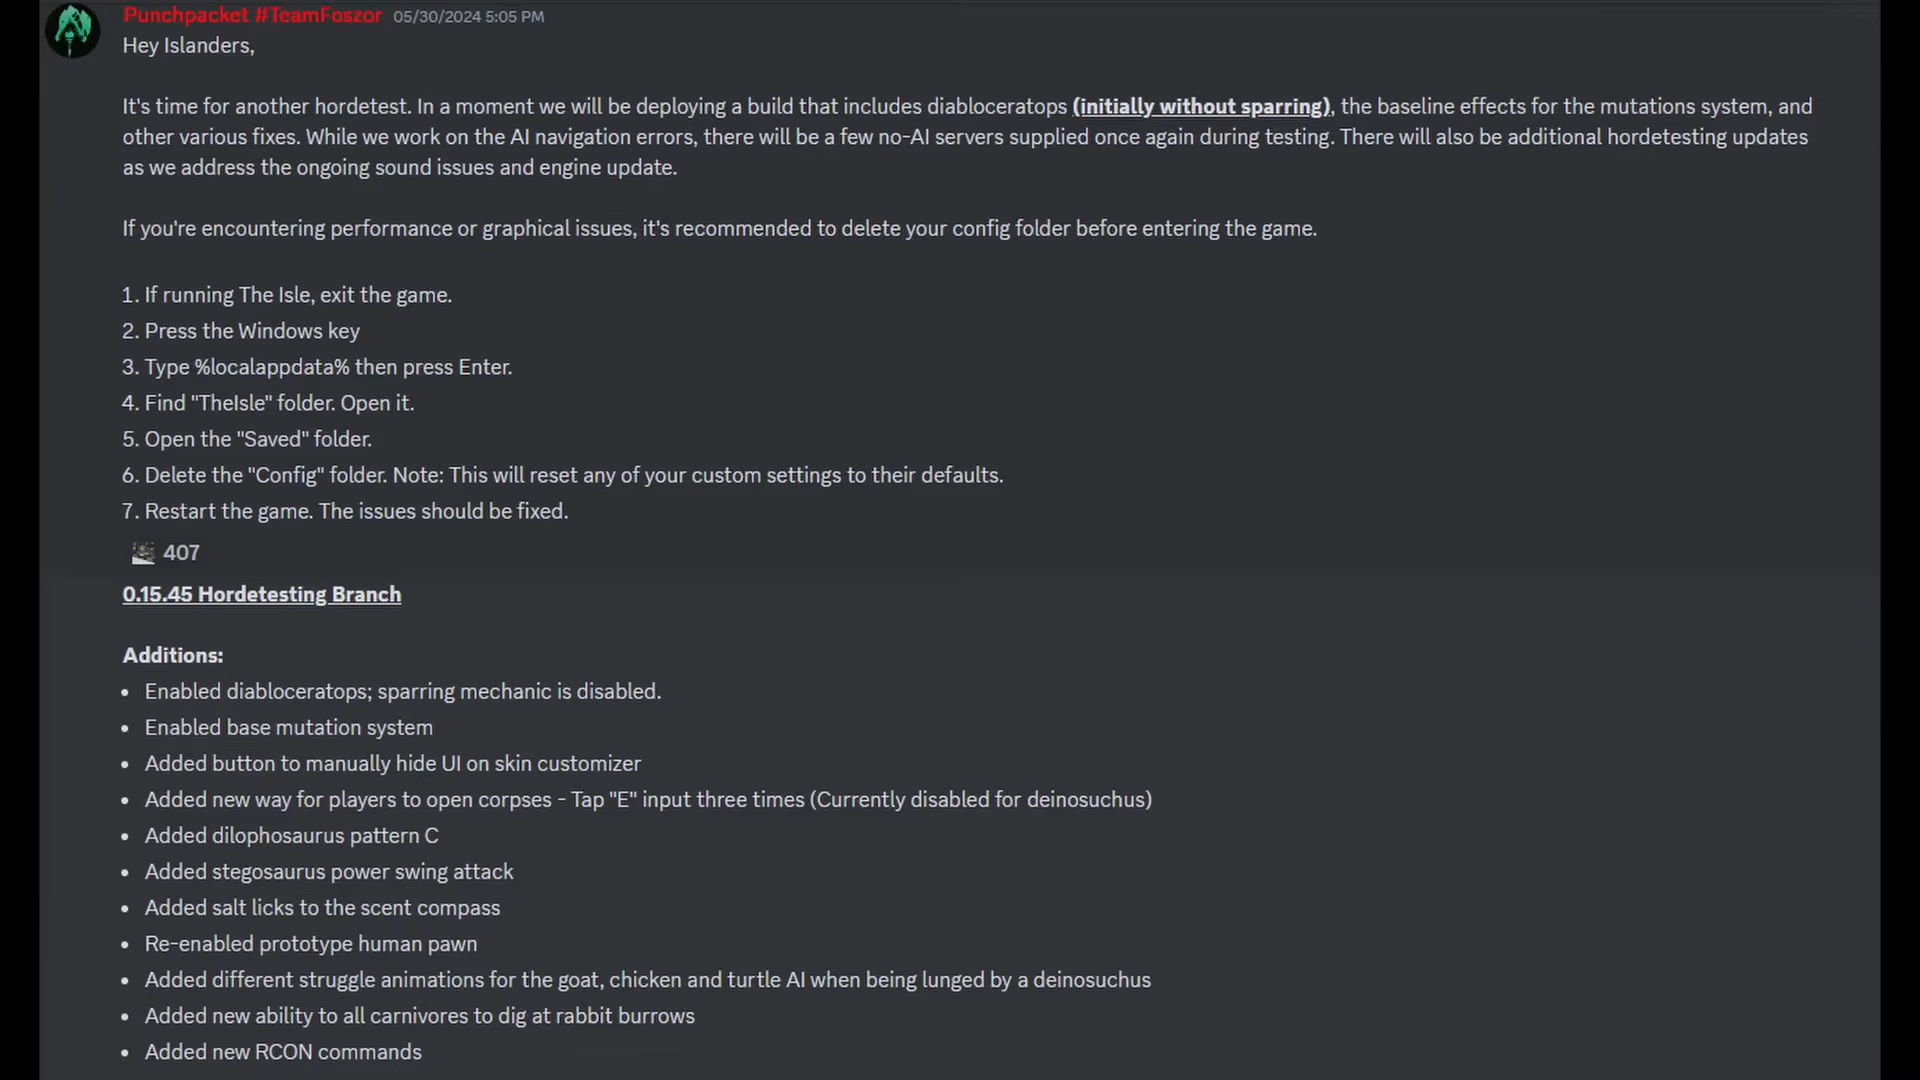 Punchpacket #TeamFoszor 05/30/2024 5:05 PM
Hey Islanders,
It's time for another hordetest. In a moment we will be deploying a build that includes diabloceratops (initially without sparring), the baseline effects for the mutations system, and
other various fixes. While we work on the AI navigation errors, there will be a few no-AI servers supplied once again during testing. There will also be additional hordetesting updates
as we address the ongoing sound issues and engine update.
If you're encountering performance or graphical issues, it's recommended to delete your config folder before entering the game.
1. If running The Isle, exit the game.
2. Press the Windows key
3. Type %localappdata% then press Enter.
4. Find "TheIsle" folder. Open it.
5. Open the "Saved" folder.
6. Delete the "Config" folder. Note: This will reset any of your custom settings to their defaults.
7. Restart the game. The issues should be fixed.
407
0.15.45 Hordetesting Branch
Additions:
• Enabled diabloceratops; sparring mechanic is disabled.
• Enabled base mutation system
• Added button to manually hide UI on skin customizer
• Added new way for players to open corpses - Tap "E" input three times (Currently disabled for deinosuchus)
• Added dilophosaurus pattern C
• Added stegosaurus power swing attack
• Added salt licks to the scent compass
• Re-enabled prototype human pawn
• Added different struggle animations for the goat, chicken and turtle AI when being lunged by a deinosuchus
• Added new ability to all carnivores to dig at rabbit burrows
• Added new RCON commands